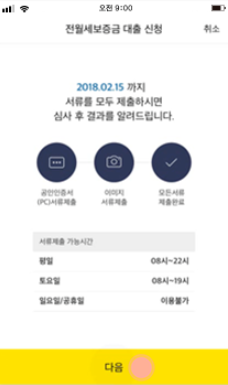 오전 9:00
전월세보증금 대출 신청
취소
2018.02.15 까지
서류를 모두 제출하시면
심사 후 결과를 알려드립니다.
공인인증서
(PC)서류제출
이미지
서류제출
모든서류
제출완료
서류제출 가능시간
평일 08시~22시
토요일 08시~19시
일요일/공휴일 이용불가
다음